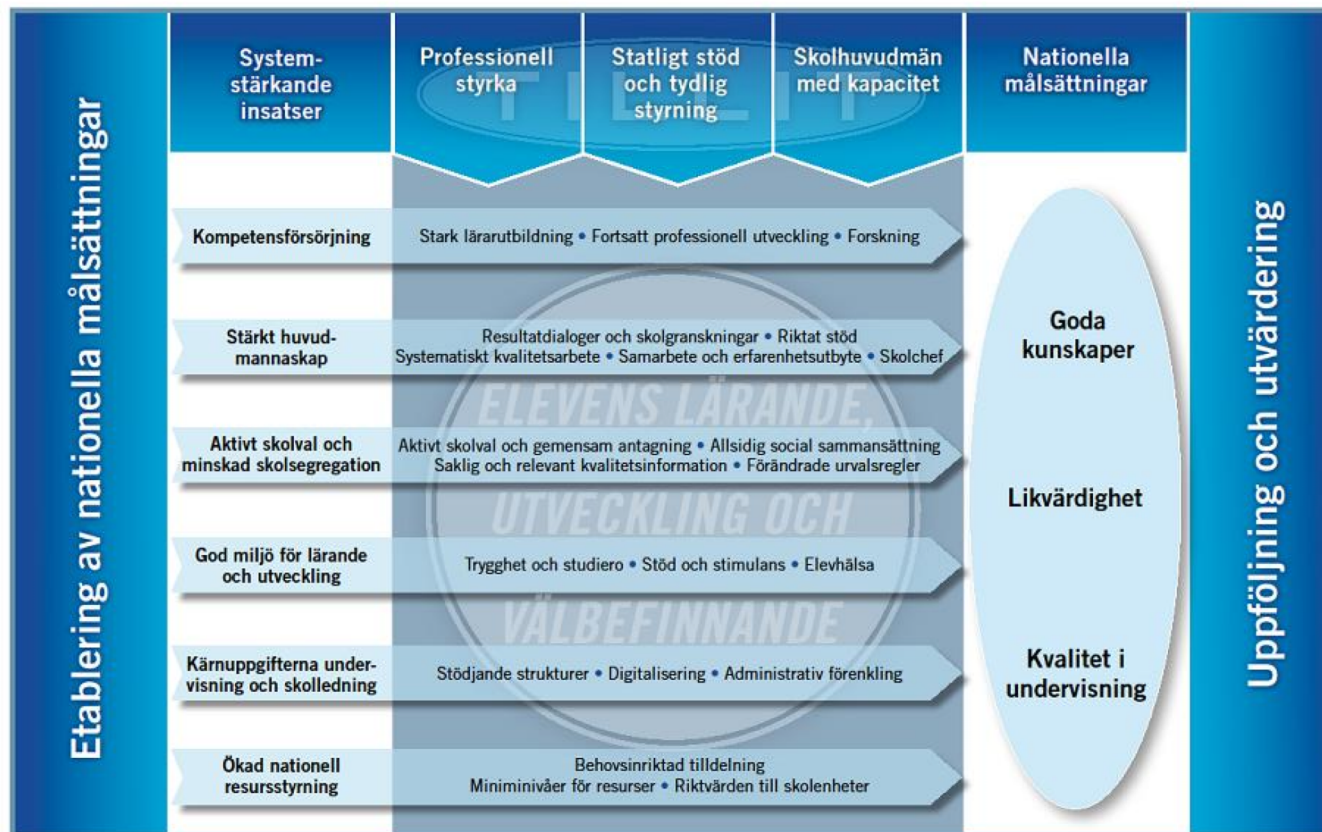 Etablering av nationella målsättningar
System-
stärkande
insatser
Professionell
styrka
Statligt stöd
och tydlig
styrning
Skolhuvudmän
med kapacitet
Nationella
målsättningar
TILLIT
Kompetensförsörjning
Stark lärarutbildning • Fortsatt professionell utveckling • Forskning
Stärkt huvud-
mannaskap
Resultatdialoger och skolgranskningar • Riktat stöd
Systematiskt kvalitetsarbete • Samarbete och erfarenhetsutbyte • Skolchef
Aktivt skolval och
minskad skolsegregation
Aktivt skolval och gemensam antagning • Allsidig social sammansättning
Saklig och relevant kvalitetsinformation • Förändrade urvalsregler
God miljö för lärande
och utveckling
Trygghet och studiero • Stöd och stimulans • Elevhälsa
Kärnuppgifterna under-
visning och skolledning
Stödjande strukturer • Digitalisering • Administrativ förenkling
Ökad nationell
resursstyrning
Behovsinriktad tilldelning
Miniminivåer för resurser • Riktvärden till skolenheter
ELEVENS LÄRANDE,
UTVECKLING OCH
VÄLBEFINNANDE
Goda
kunskaper
Likvärdighet
Kvalitet i
undervisning
Uppföljning och utvärdering